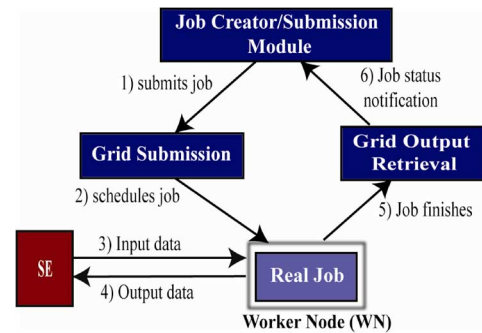 Job Creator/Submission
Module
1) submits job
6) Job status
notification
Grid Submission
Grid Output
Retrieval
2) schedules job
5) Job finishes
3) Input data
SE
4) Output data
Real Job
Worker Node (WN)